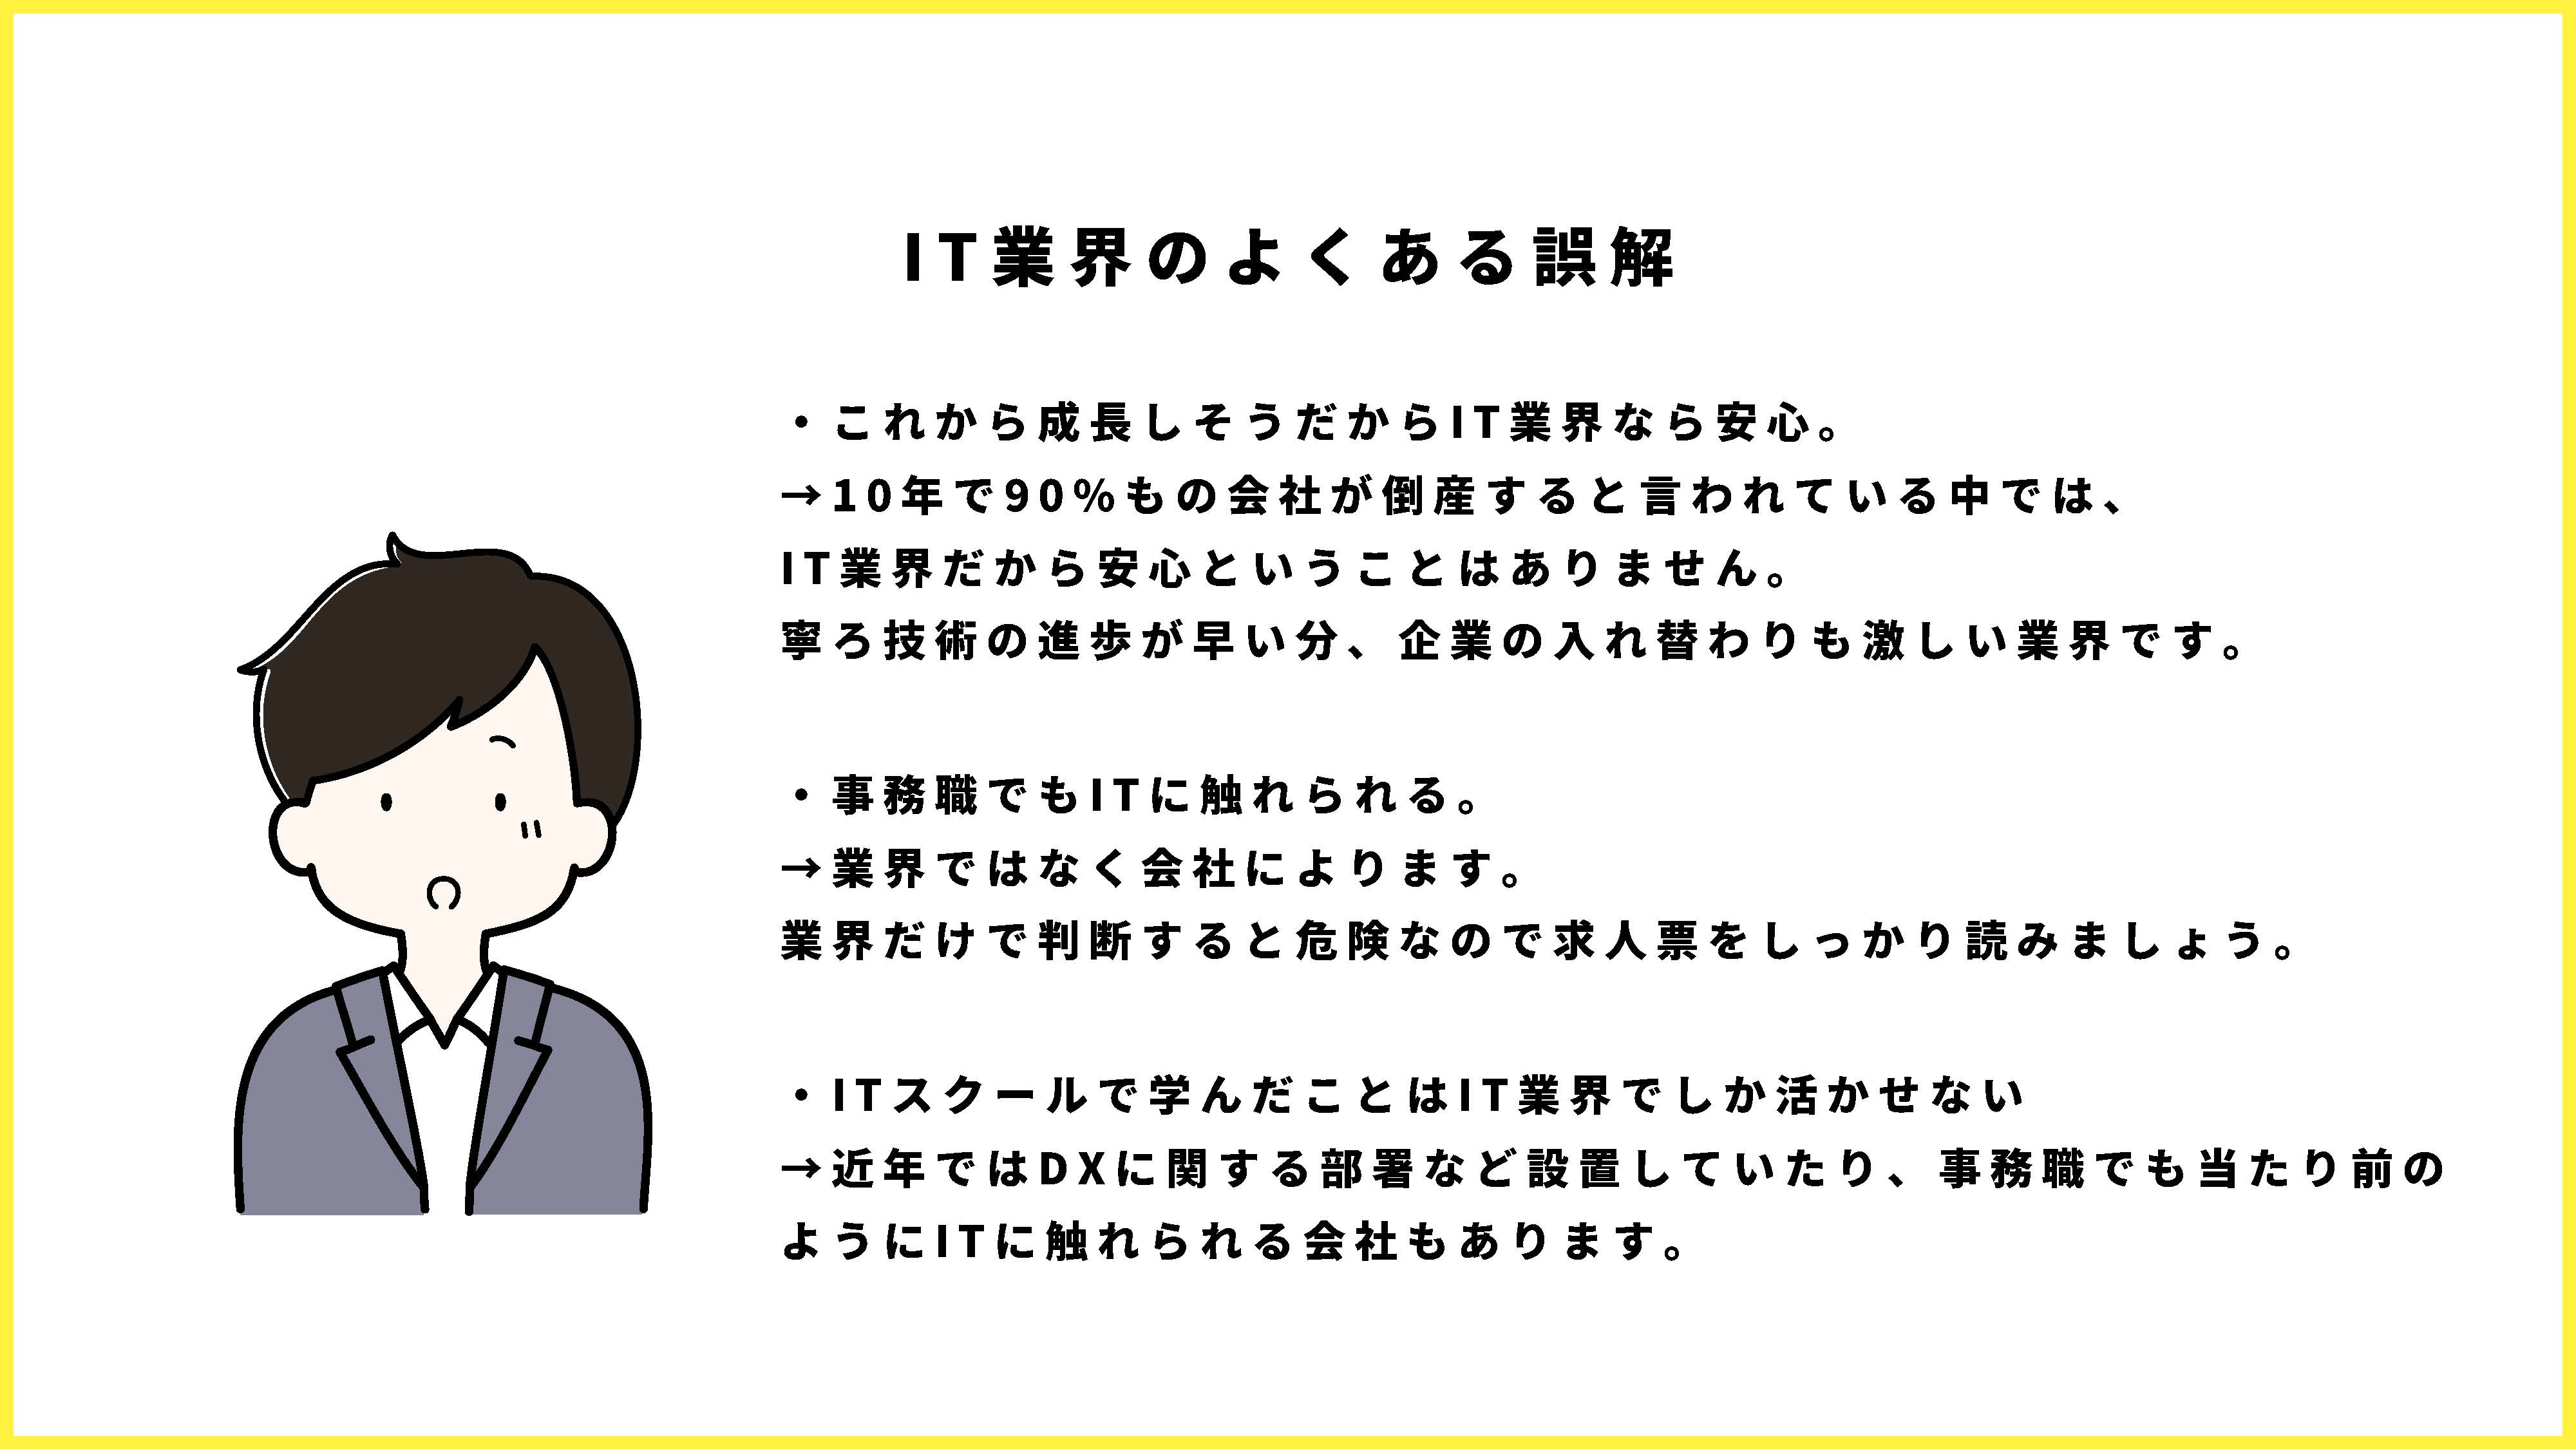 IT業界のよくある誤解
・これから成長しそうだからIT業界なら安心。
→10年で90%もの会社が倒産すると言われている中では、
IT業界だから安心ということはありません。
寧ろ技術の進歩が早い分、企業の入れ替わりも激しい業界です。
・事務職でもITに触れられる。
→業界ではなく会社によります。
業界だけで判断すると危険なので求人票をしっかり読みましょう。
・ITスクールで学んだことはIT業界でしか活かせない
→近年ではDXに関する部署など設置していたり、事務職でも当たり前の
ようにITに触れられる会社もあります。